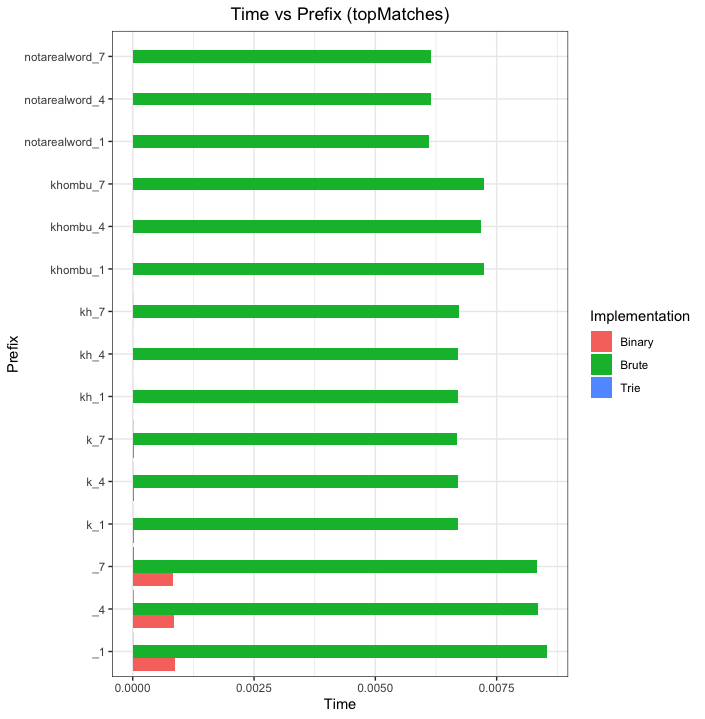 Time vs Prefix (topMatches)
notarealword_7
notarealword_4
notarealword_1
khombu_7
khombu_4
khombu_1
kh_7
kh_4
kh_1
k_7
k_4
k_1
_7
_4
_1
Prefix
0.0000 0.0025 0.0050 0.0075
Time
Implementation
Binary
Brute
Trie